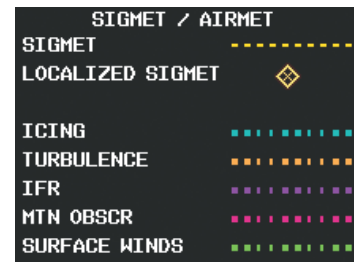 SIGMET / AIRMET
SIGMET
LOCALIZED SIGMET
ICING
TURBULENCE
IFR
MTN OBSCR
SURFACE WINDS